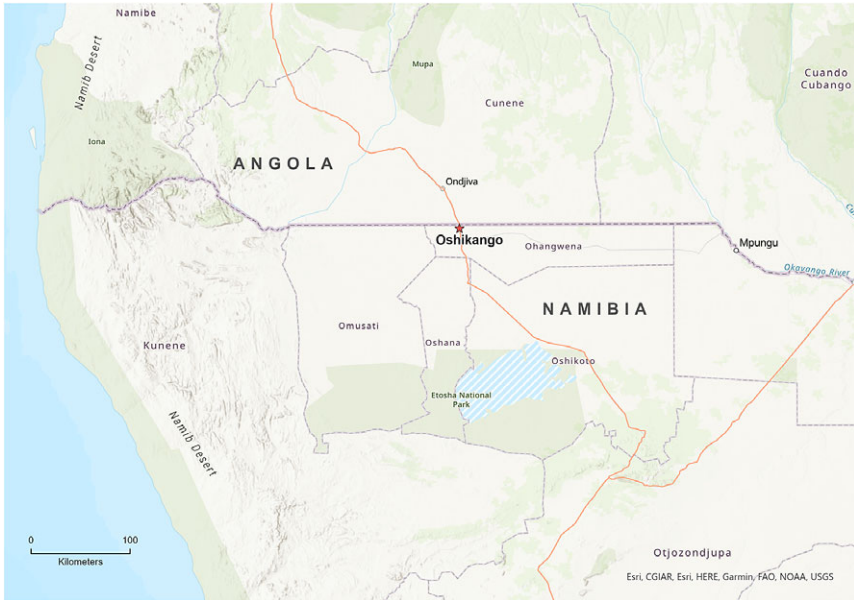 Namibe
Namib Desert
Mupa
Cuando
Cubango
Cunene
Iona
ANGOLA
Ondjiva
Oshikango
Ohangwena
Mpungu
Okavango River
NAMIBIA
Omusati
Kunene
Oshana
Oshikoto
Etosha National
Park
Namib Desert
0 100
Kilometers
Otjozondjupa
Esri, CGIAR, Esri, HERE, Garmin, FAO, NOAA, USGS